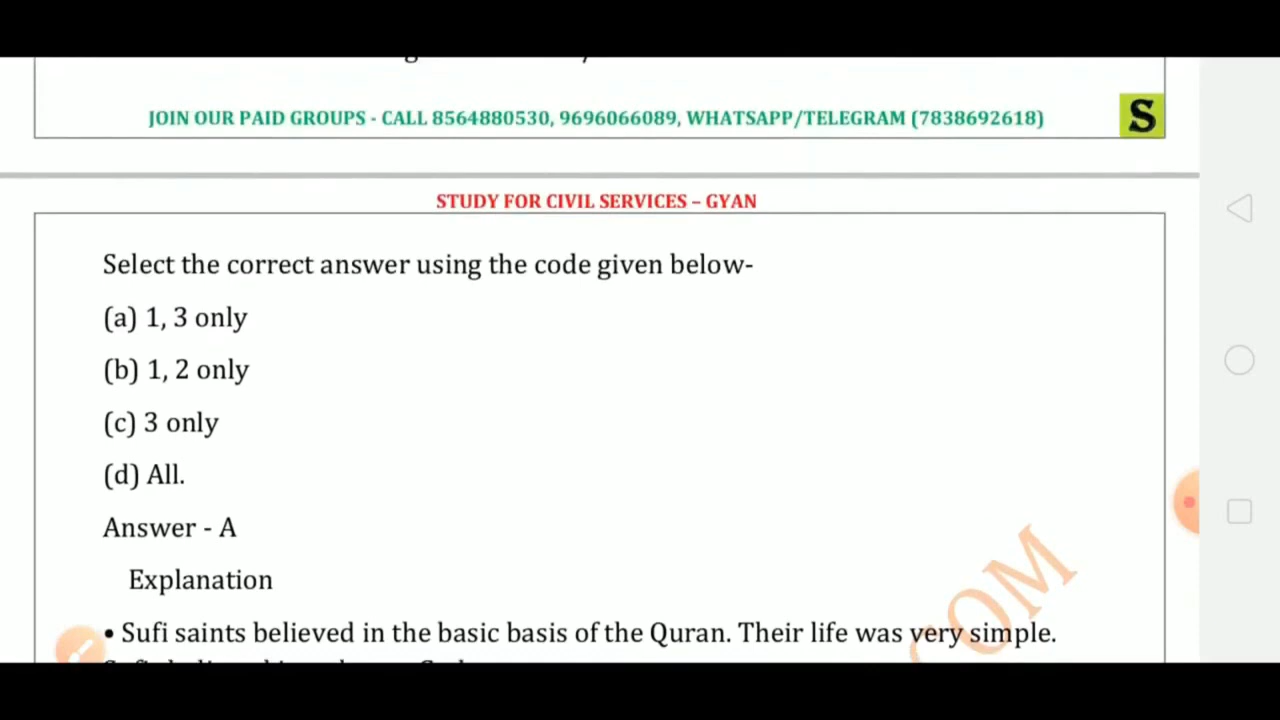 JOIN OUR PAID GROUPS - CALL 8564880530, 9696066089, WHATSAPP/TELEGRAM (7838692618)
S
STUDY FOR CIVIL SERVICES – GYAN
Select the correct answer using the code given below-
(a) 1, 3 only
(b) 1, 2 only
(c) 3 only
(d) All.
Answer - A
Explanation
• Sufi saints believed in the basic basis of the Quran. Their life was very simple.
COM